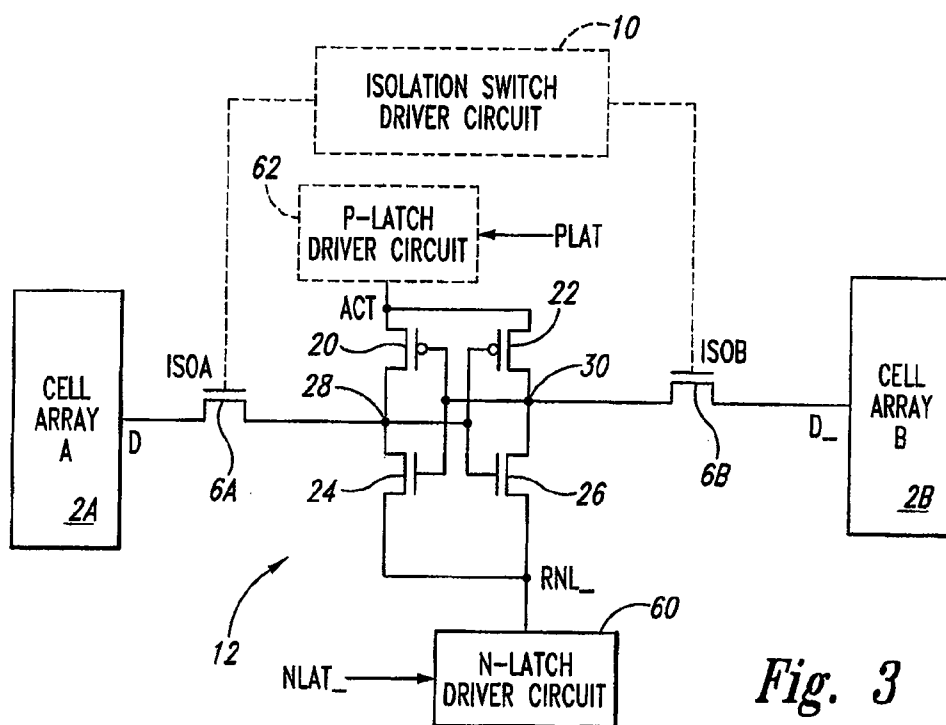 10
ISOLATION SWITCH
DRIVER CIRCUIT
62
P-LATCH
DRIVER CIRCUIT
PLAT
ACT
22
20
ISOA
28
30
ISOB
CELL
ARRAY
A
2A
D
6A
24
26
6B
D_
CELL
ARRAY
B
2B
RNL_
12
60
NLAT_
N-LATCH
DRIVER CIRCUIT
Fig. 3